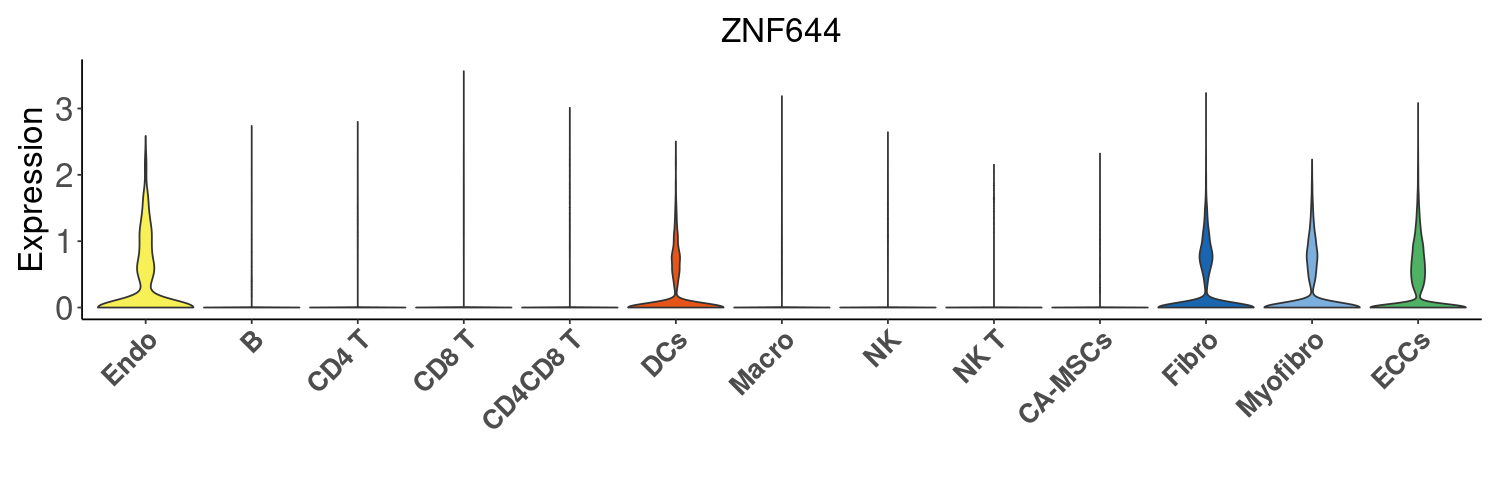 ZNF644
Expression
3
2
1
0
Endo
B
CD4 T
CD8 T
CD4CD8 T
DCs
Macro
NK
NK T
CA-MSCs
Fibro
Myofibro
ECCs